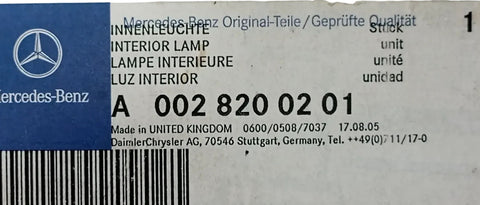 Mercedes-Benz Original-Teile/Geprüfte Qualität
INNENLEUCHTE Stück 1
INTERIOR LAMP unit
LAMPE INTERIEURE unité
LUZ INTERIOR unidad
Mercedes-Benz
A 002 820 02 01
Made in UNITED KINGDOM 0600/0508/7037 17.08.05
DaimlerChrysler AG, 70546 Stuttgart, Germany, Tel. ++49(0)711/17-0